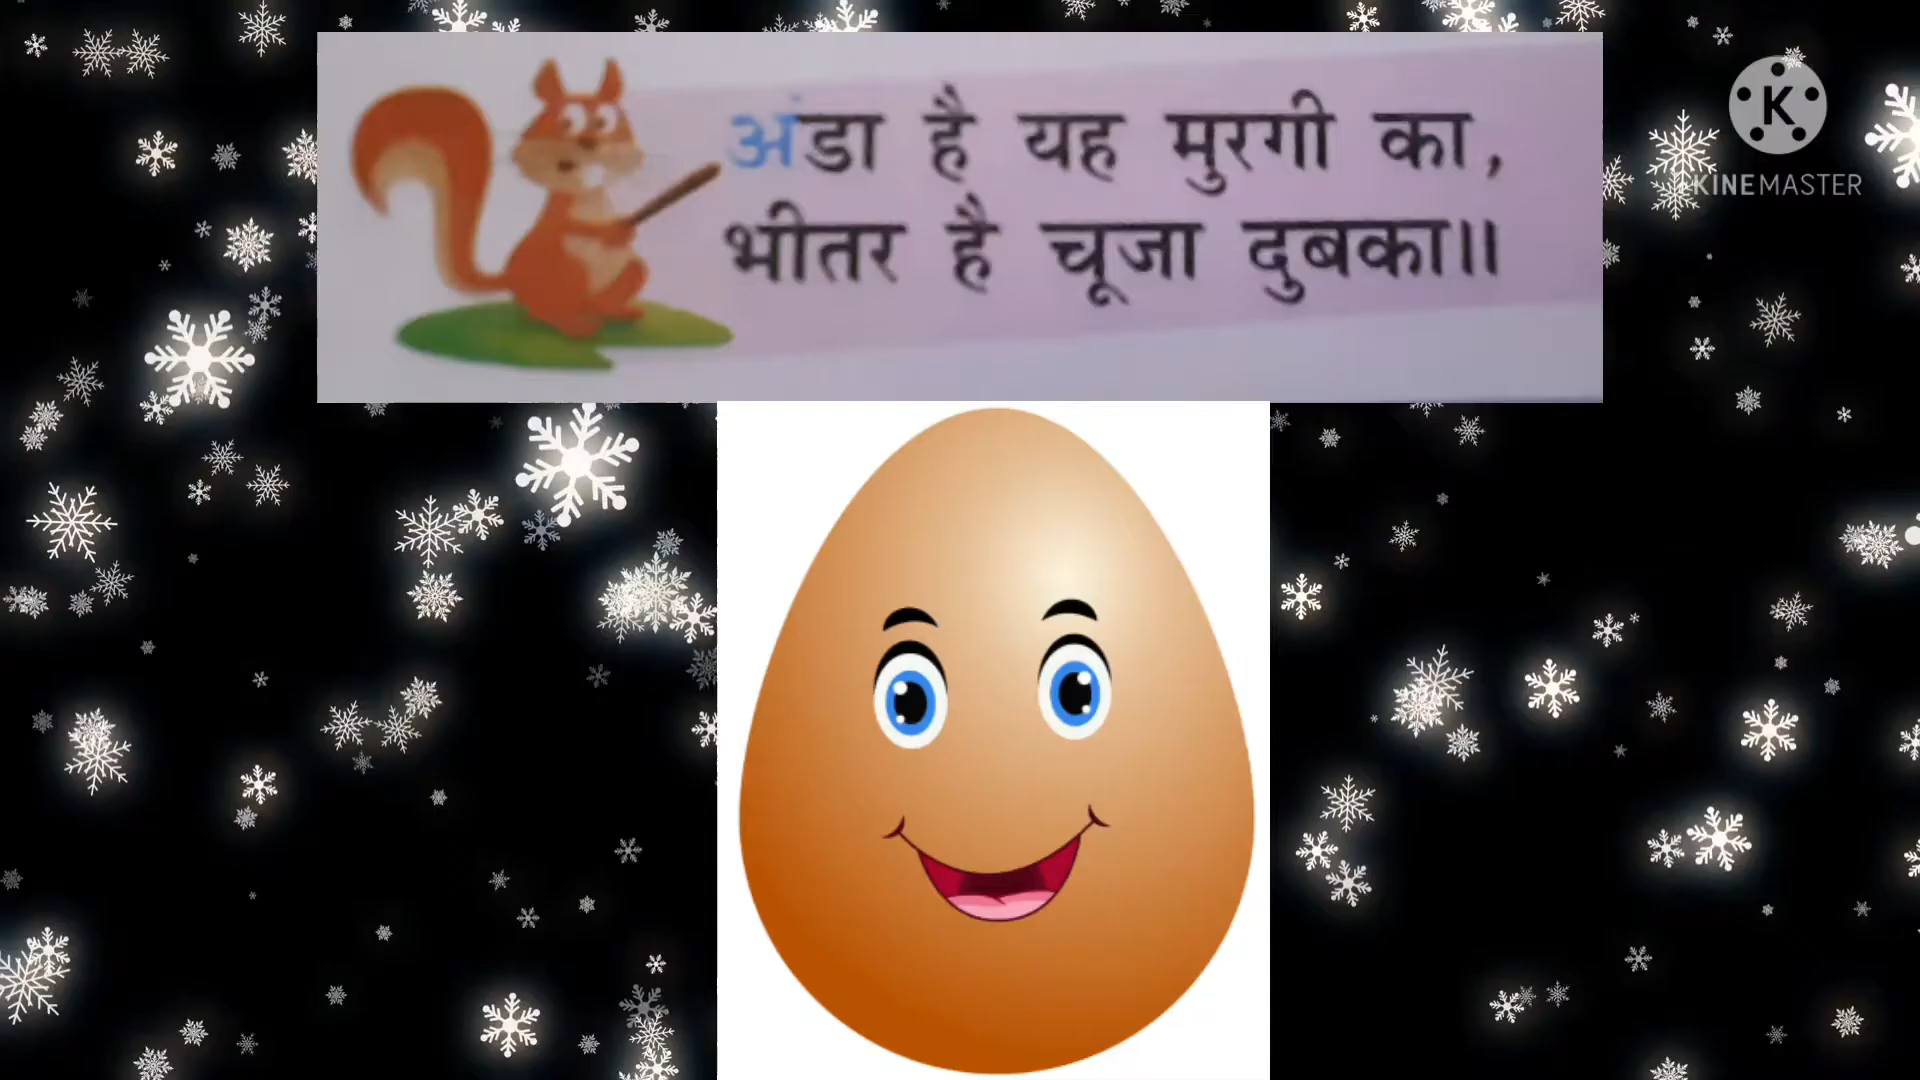 अंडा है यह मुरगी का,
भीतर है चूजा दुबका।।
K
KINEMASTER